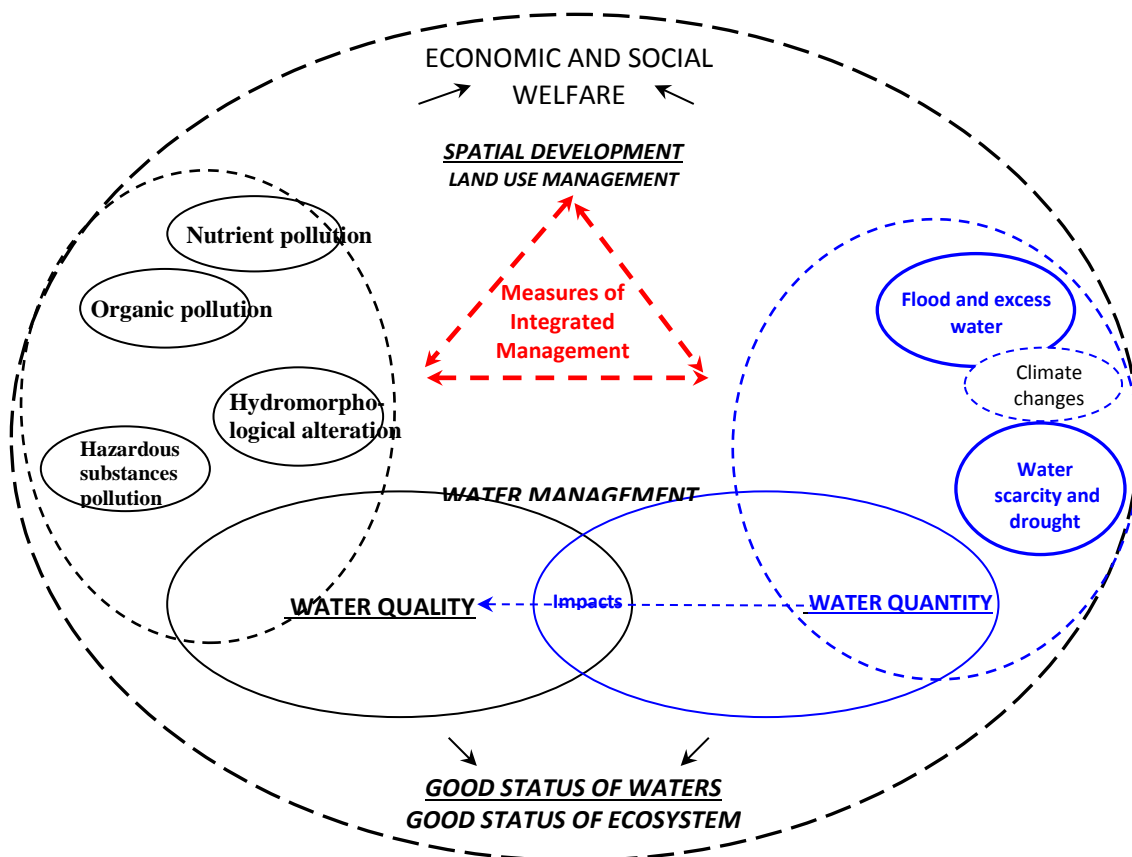 ECONOMIC AND SOCIAL
WELFARE
SPATIAL DEVELOPMENT
LAND USE MANAGEMENT
Nutrient pollution
Organic pollution
Hydromorpho-
logical alteration
Hazardous
substances
pollution
Measures of
Integrated
Management
Flood and excess
water
Climate
changes
Water
scarcity and
drought
WATER MANAGEMENT
WATER QUALITY
Impacts
WATER QUANTITY
GOOD STATUS OF WATERS
GOOD STATUS OF ECOSYSTEM